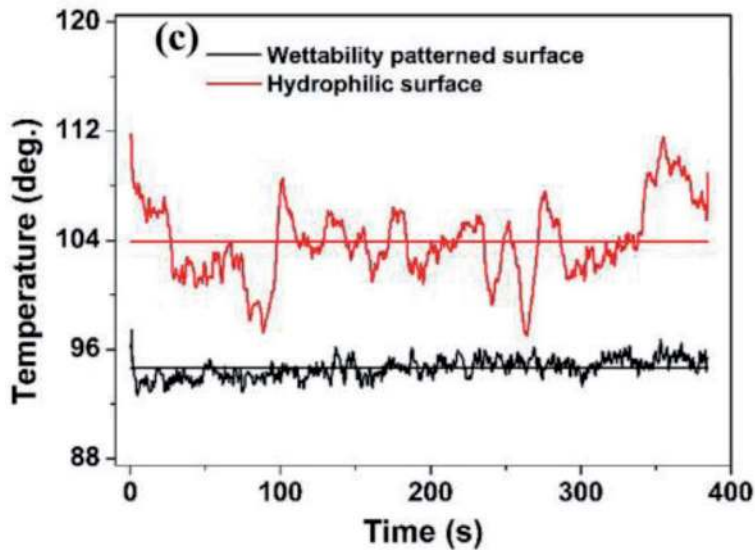 120
(c)
Wettability patterned surface
Hydrophilic surface
112
104
96
88
Temperature (deg.)
0 100 200 300 400
Time (s)